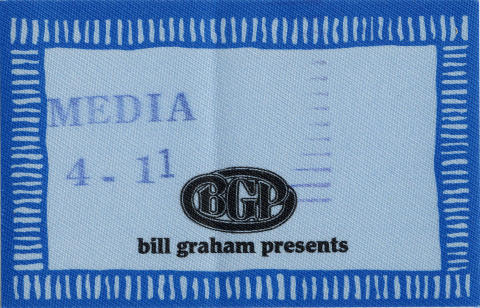 MEDIA
4 - 11
BGP
bill graham presents